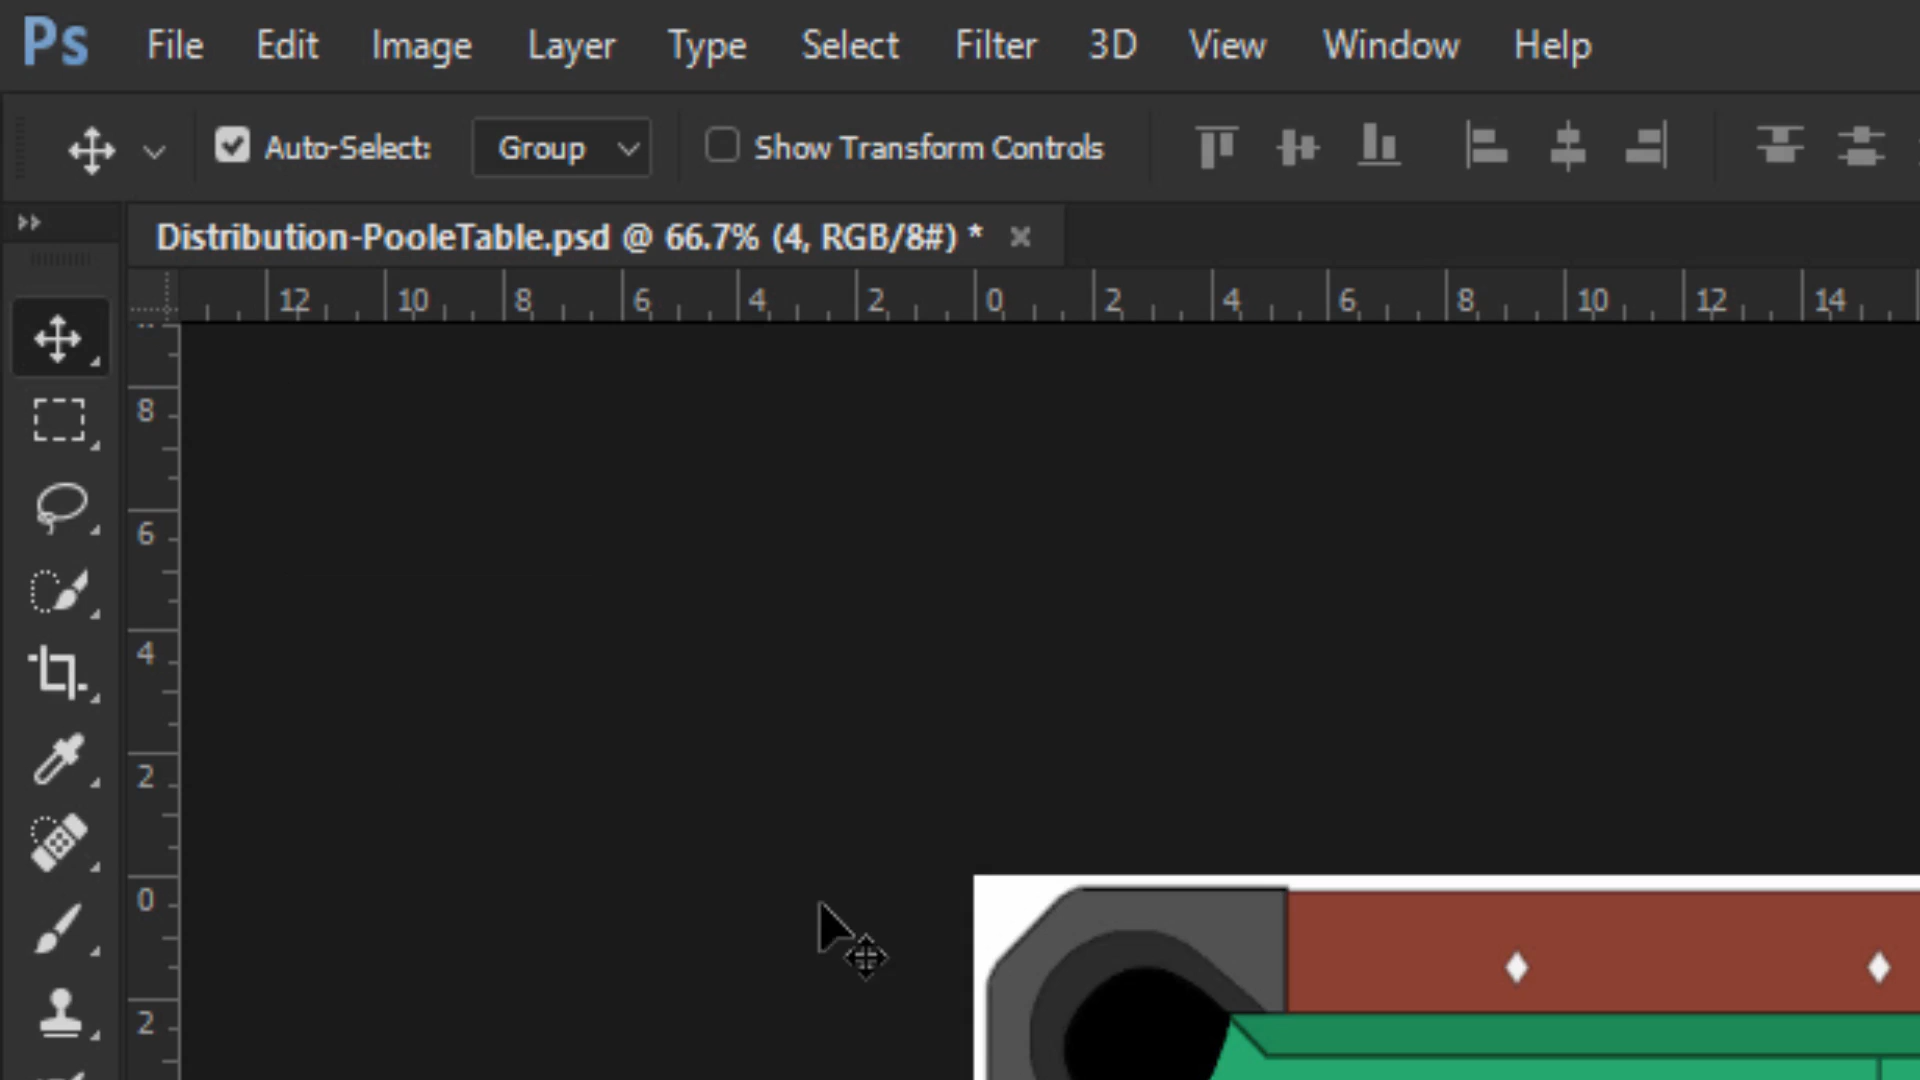 Ps File Edit Image Layer Type Select Filter 3D View Window Help
Auto-Select: Group Show Transform Controls
Distribution-PooleTable.psd @ 66.7% (4, RGB/8#) * ×
12 10 8 6 4 2 0 2 4 6 8 10 12 14
8
6
4
2
0
2